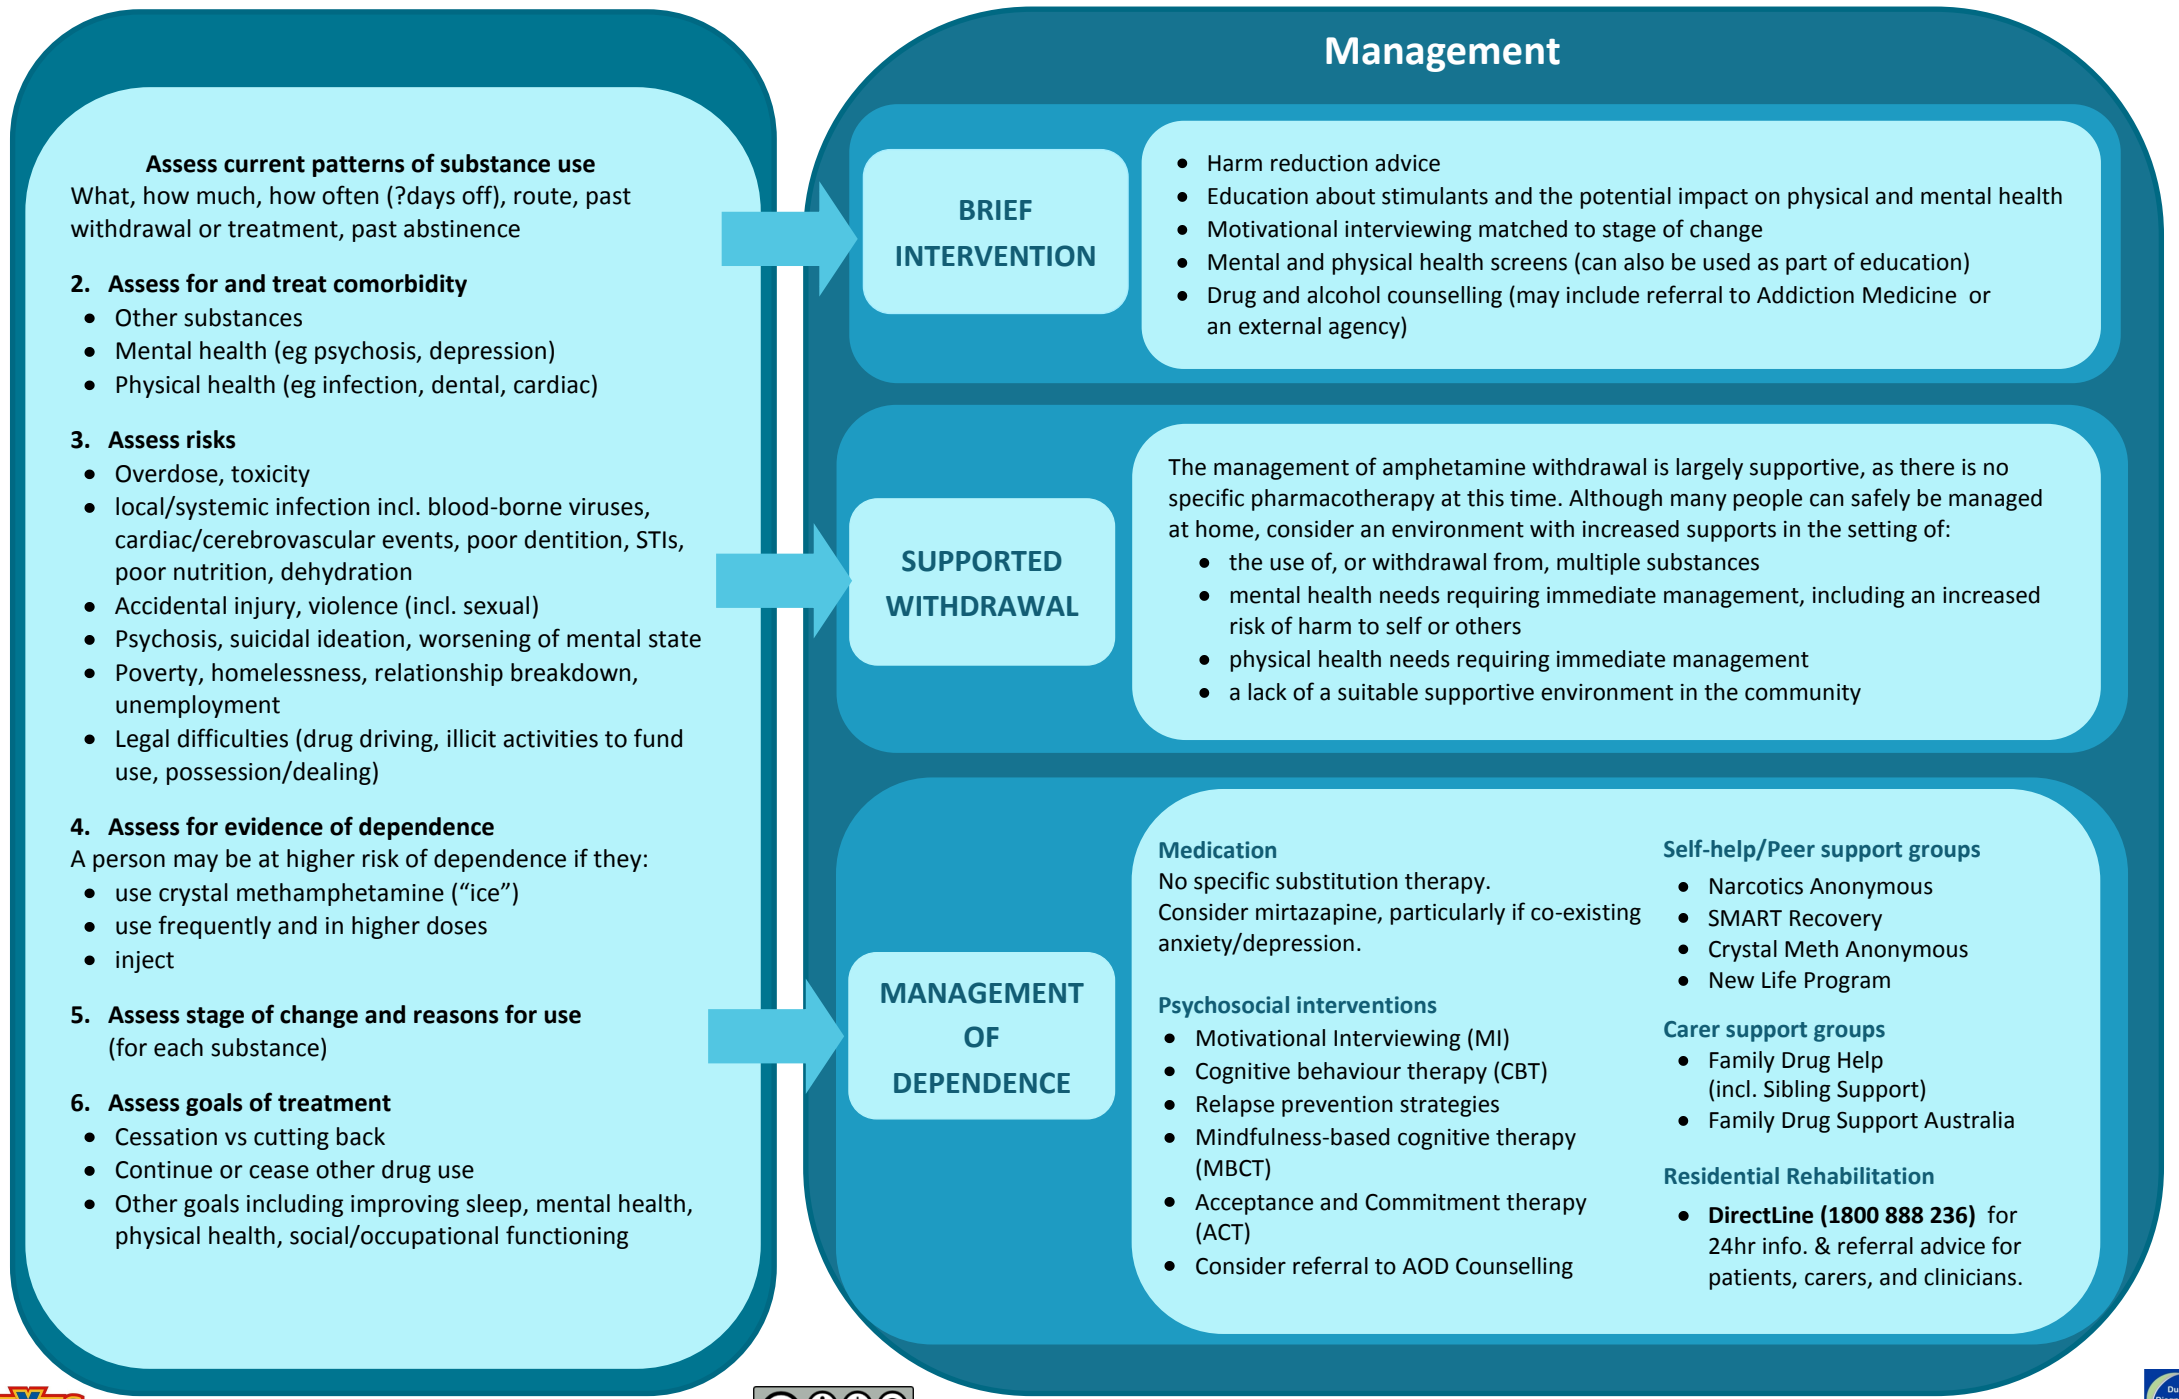 Assess current patterns of substance use
What, how much, how often (?days off), route, past
withdrawal or treatment, past abstinence
2. Assess for and treat comorbidity
• Other substances
• Mental health (eg psychosis, depression)
• Physical health (eg infection, dental, cardiac)
3. Assess risks
• Overdose, toxicity
• local/systemic infection incl. blood-borne viruses,
cardiac/cerebrovascular events, poor dentition, STIs,
poor nutrition, dehydration
• Accidental injury, violence (incl. sexual)
• Psychosis, suicidal ideation, worsening of mental state
• Poverty, homelessness, relationship breakdown,
unemployment
• Legal difficulties (drug driving, illicit activities to fund
use, possession/dealing)
4. Assess for evidence of dependence
A person may be at higher risk of dependence if they:
• use crystal methamphetamine (“ice”)
• use frequently and in higher doses
• inject
5. Assess stage of change and reasons for use
(for each substance)
6. Assess goals of treatment
• Cessation vs cutting back
• Continue or cease other drug use
• Other goals including improving sleep, mental health,
physical health, social/occupational functioning
Management
BRIEF
INTERVENTION
• Harm reduction advice
• Education about stimulants and the potential impact on physical and mental health
• Motivational interviewing matched to stage of change
• Mental and physical health screens (can also be used as part of education)
• Drug and alcohol counselling (may include referral to Addiction Medicine or
an external agency)
SUPPORTED
WITHDRAWAL
The management of amphetamine withdrawal is largely supportive, as there is no
specific pharmacotherapy at this time. Although many people can safely be managed
at home, consider an environment with increased supports in the setting of:
• the use of, or withdrawal from, multiple substances
• mental health needs requiring immediate management, including an increased
risk of harm to self or others
• physical health needs requiring immediate management
• a lack of a suitable supportive environment in the community
MANAGEMENT
OF
DEPENDENCE
Medication
No specific substitution therapy.
Consider mirtazapine, particularly if co-existing
anxiety/depression.
Psychosocial interventions
• Motivational Interviewing (MI)
• Cognitive behaviour therapy (CBT)
• Relapse prevention strategies
• Mindfulness-based cognitive therapy
(MBCT)
• Acceptance and Commitment therapy
(ACT)
• Consider referral to AOD Counselling
Self-help/Peer support groups
• Narcotics Anonymous
• SMART Recovery
• Crystal Meth Anonymous
• New Life Program
Carer support groups
• Family Drug Help
(incl. Sibling Support)
• Family Drug Support Australia
Residential Rehabilitation
• DirectLine (1800 888 236) for
24hr info. & referral advice for
patients, carers, and clinicians.